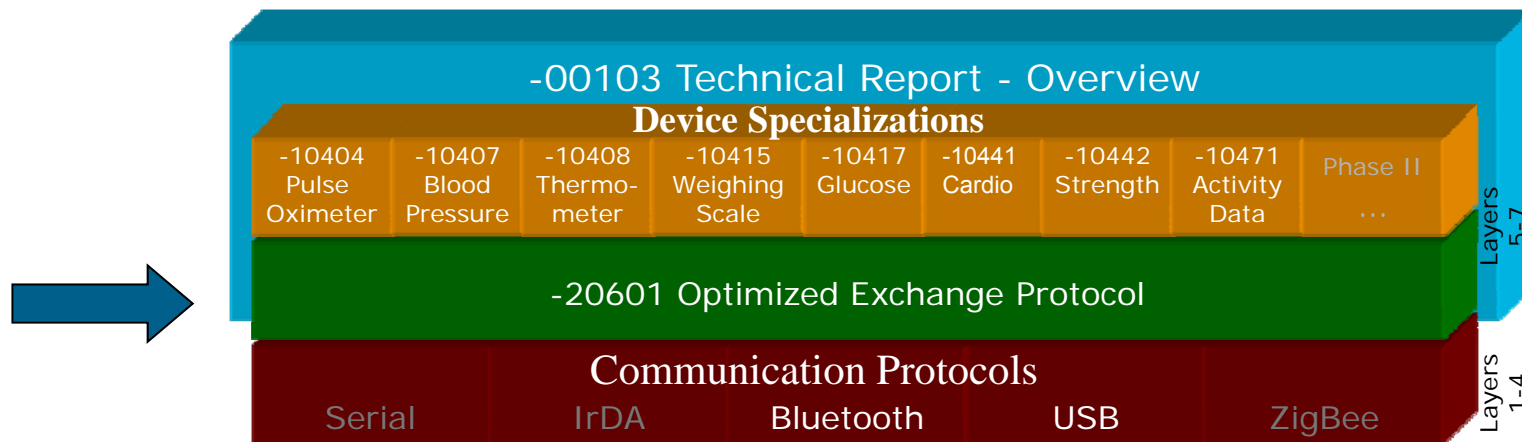 -00103 Technical Report - Overview
Device Specializations
-10404
Pulse
Oximeter
-10407
Blood
Pressure
-10408
Thermo-
meter
-10415
Weighing
Scale
-10417
Glucose
-10441
Cardio
-10442
Strength
-10471
Activity
Data
Phase II
...
Layers
5-7
-20601 Optimized Exchange Protocol
Communication Protocols
Serial
IrDA
Bluetooth
USB
ZigBee
Layers
1-4